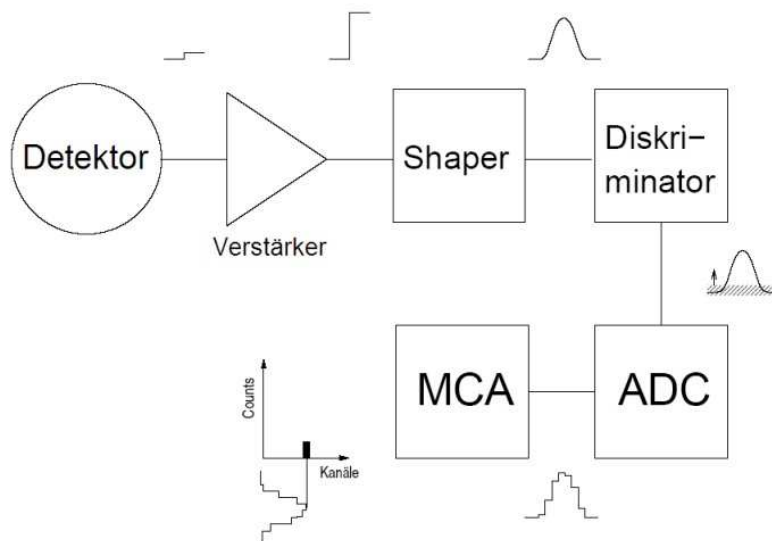 Detektor
Verstärker
Shaper
Diskri-
minator
ADC
MCA
Counts
Kanäle